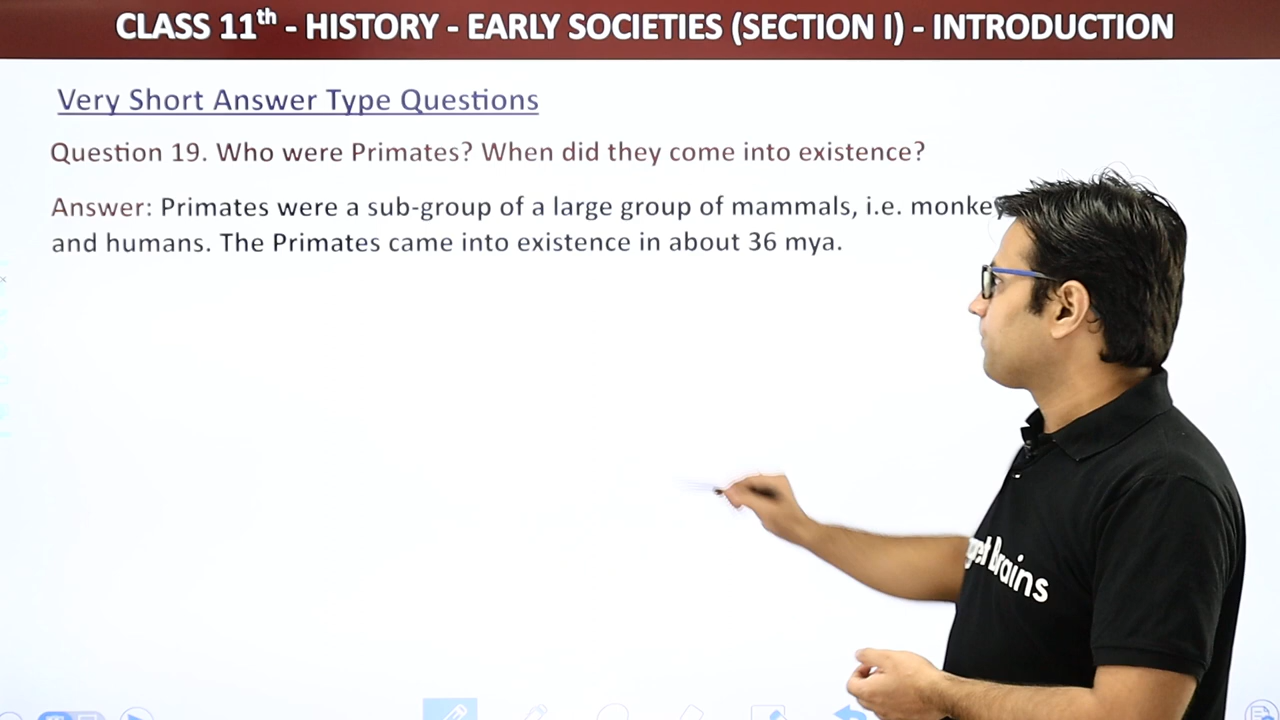 CLASS 11th - HISTORY - EARLY SOCIETIES (SECTION I) - INTRODUCTION
Very Short Answer Type Questions
Question 19. Who were Primates? When did they come into existence?
Answer: Primates were a sub-group of a large group of mammals, i.e. monkey
and humans. The Primates came into existence in about 36 mya.
Brains